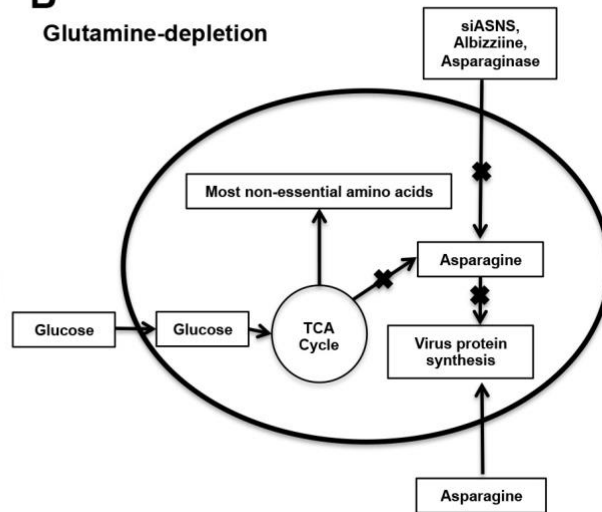 B
Glutamine-depletion
siASNS,
Albizziine,
Asparaginase
Most non-essential amino acids
Asparagine
Glucose
Glucose
TCA
Cycle
Virus protein
synthesis
Asparagine